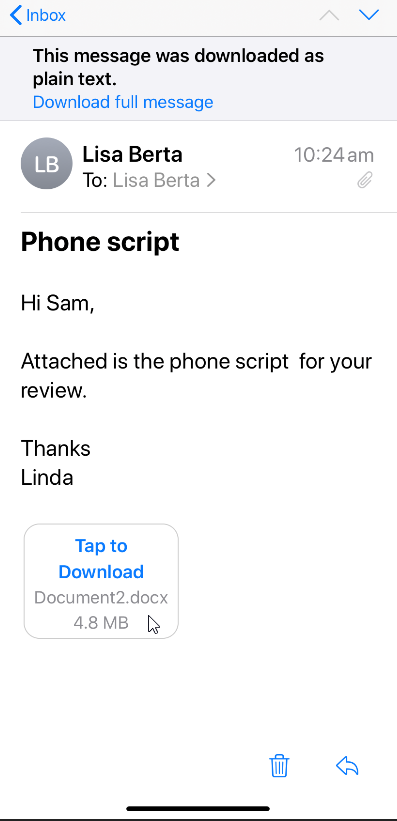 Inbox
This message was downloaded as
plain text.
Download full message
LB
Lisa Berta
10:24 am
To: Lisa Berta
Phone script
Hi Sam,
Attached is the phone script for your
review.
Thanks
Linda
Tap to
Download
Document2.docx
4.8 MB